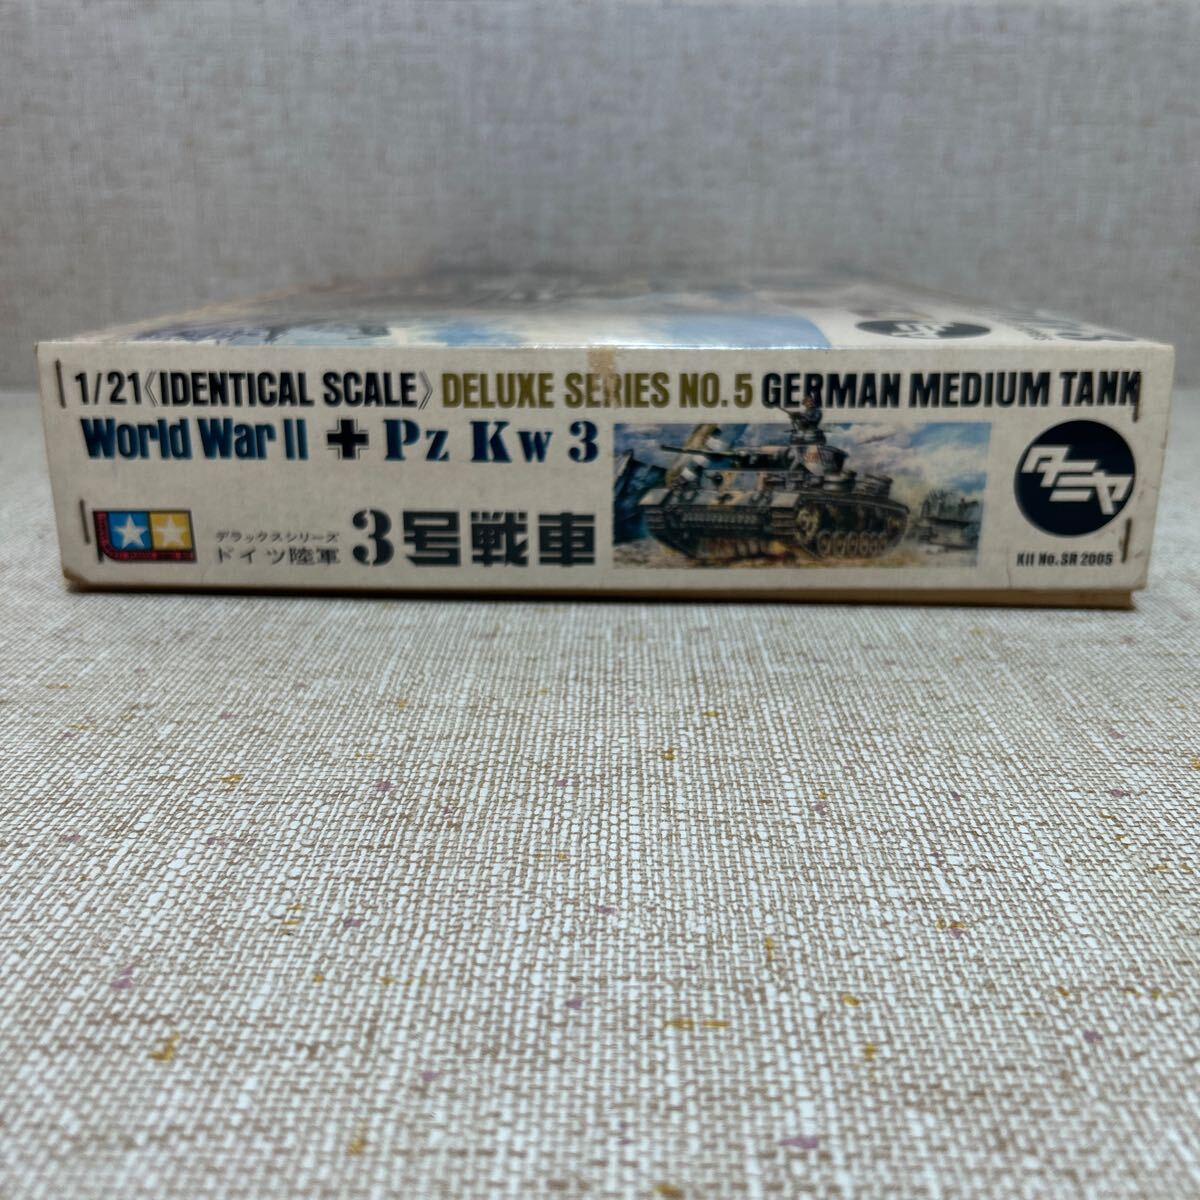 1/21《IDENTICAL SCALE》DELUXE SERIES NO.5 GERMAN MEDIUM TANK
World War II ✚ Pz Kw 3
デラックスシリーズ
ドイツ陸軍 3号戦車
タミヤ
Kit No. SR 2005